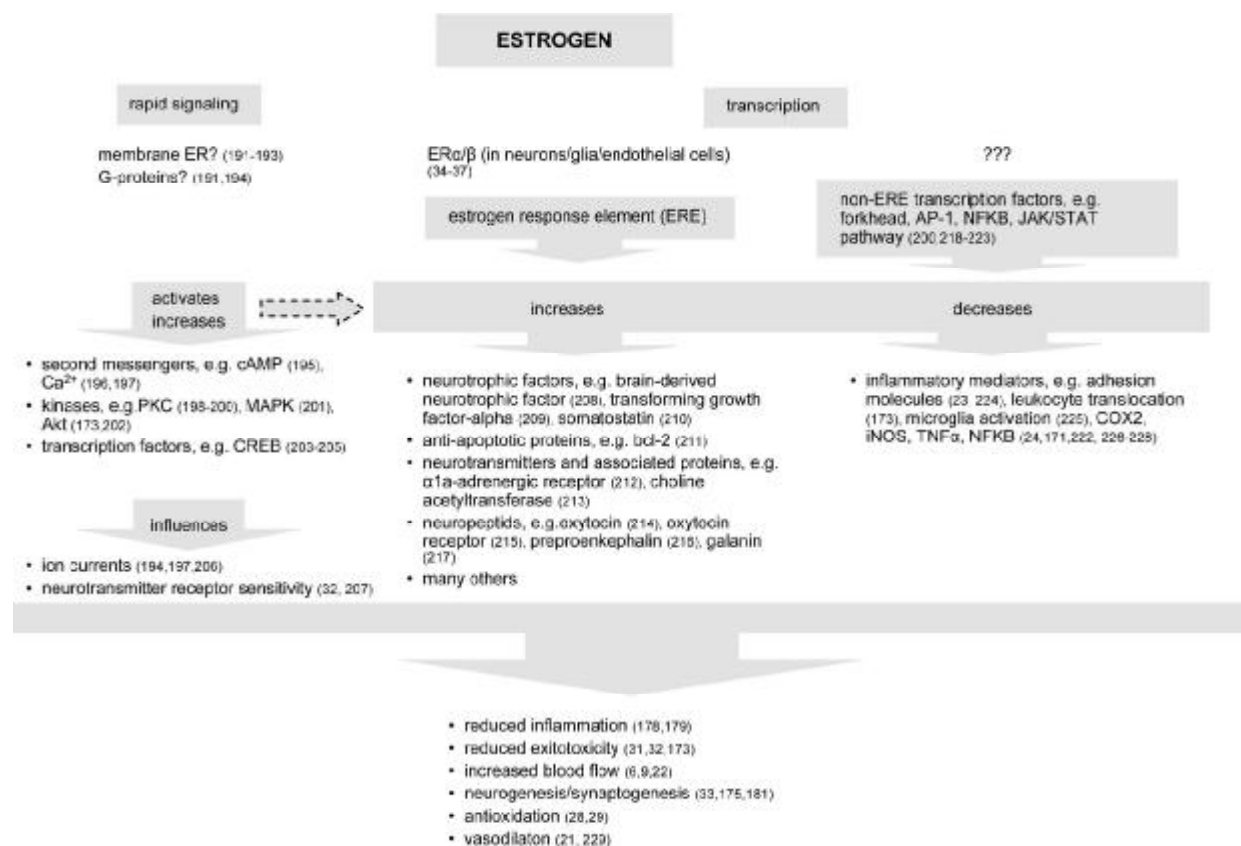 ESTROGEN
rapid signaling
transcription
membrane ER? (191-193)
G-proteins? (191,194)
ERα/β (in neurons/glia/endothelial cells)
(34-37)
???
estrogen response element (ERE)
non-ERE transcription factors, e.g.
forkhead, AP-1, NFKB, JAK/STAT
pathway (200,218-223)
activates
increases
increases
decreases
• second messengers, e.g. cAMP (195),
Ca²⁺ (196,197)
• kinases, e.g.PKC (198-200), MAPK (201),
Akt (173,202)
• transcription factors, e.g. CREB (203-205)
influences
• ion currents (194,197,206)
• neurotransmitter receptor sensitivity (32, 207)
• neurotrophic factors, e.g. brain-derived
neurotrophic factor (208), transforming growth
factor-alpha (209), somatostatin (210)
• anti-apoptotic proteins, e.g. bcl-2 (211)
• neurotransmitters and associated proteins, e.g.
α1a-adrenergic receptor (212), choline
acetyltransferase (213)
- neuropeptids, e.g.oxytocin (214), oxytocin
receptor (215), preproenkephalin (216), galanin
(217)
• many others
• inflammatory mediators, e.g. adhesion
molecules (23, 224), leukocyte translocation
(173), microglia activation (225), COX2,
iNOS, TNFα, NFKB (24,171,222, 226-228)
• reduced inflammation (178,179)
• reduced exitotoxicity (31,32,173)
• increased blood flow (6,9,22)
• neurogenesis/synaptogenesis (33,175,181)
• antioxidation (28,29)
• vasodilaton (21, 229)